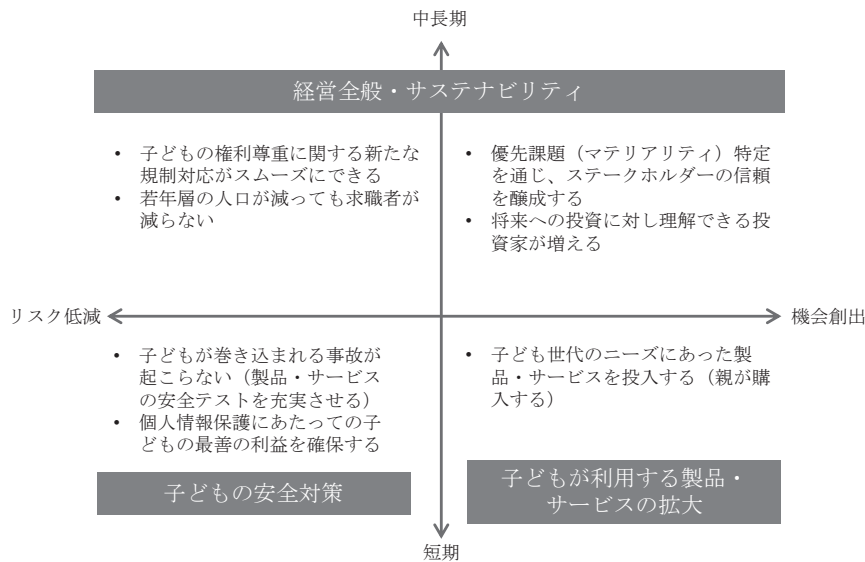 中長期
経営全般・サステナビリティ
• 子どもの権利尊重に関する新たな
規制対応がスムーズにできる
• 若年層の人口が減っても求職者が
減らない
• 優先課題（マテリアリティ）特定
を通じ、ステークホルダーの信頼
を醸成する
• 将来への投資に対し理解できる投
資家が増える
リスク低減
機会創出
• 子どもが巻き込まれる事故が
起こらない（製品・サービス
の安全テストを充実させる）
• 個人情報保護にあたっての子
どもの最善の利益を確保する
• 子ども世代のニーズにあった製
品・サービスを投入する（親が購
入する）
子どもの安全対策
子どもが利用する製品・
サービスの拡大
短期